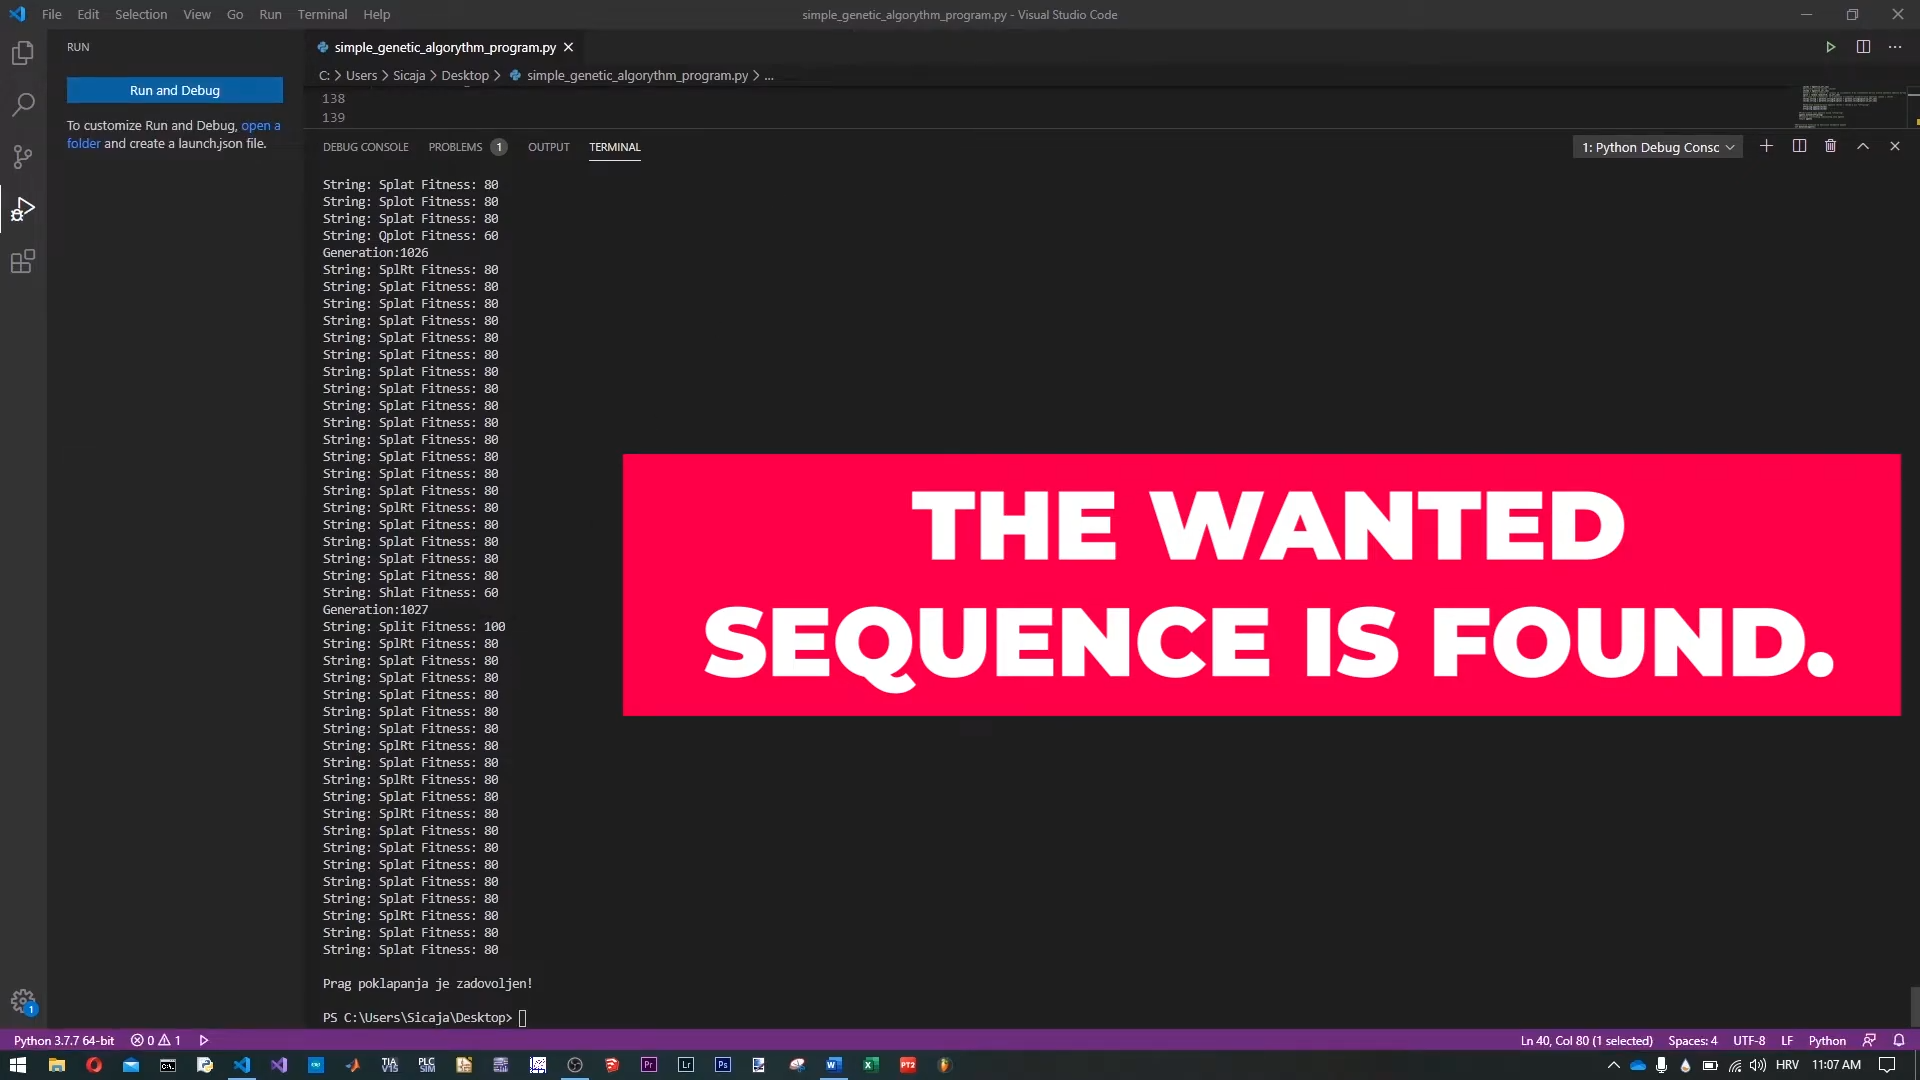 File Edit Selection View Go Run Terminal Help
simple_genetic_algorythm_program.py - Visual Studio Code
RUN
Run and Debug
To customize Run and Debug, open a
folder and create a launch.json file.
simple_genetic_algorythm_program.py
C: > Users > Sicaja > Desktop > simple_genetic_algorythm_program.py > ...
138
139
DEBUG CONSOLE PROBLEMS 1 OUTPUT TERMINAL
1: Python Debug Consc
String: Splat Fitness: 80
String: Splot Fitness: 80
String: Splat Fitness: 80
String: Qplot Fitness: 60
Generation:1026
String: SplRt Fitness: 80
String: Splat Fitness: 80
String: Splat Fitness: 80
String: Splat Fitness: 80
String: Splat Fitness: 80
String: Splat Fitness: 80
String: Splat Fitness: 80
String: Splat Fitness: 80
String: Splat Fitness: 80
String: Splat Fitness: 80
String: Splat Fitness: 80
String: Splat Fitness: 80
String: Splat Fitness: 80
String: Splat Fitness: 80
String: SplRt Fitness: 80
String: Splat Fitness: 80
String: Splat Fitness: 80
String: Splat Fitness: 80
String: Splat Fitness: 80
String: Shlat Fitness: 60
Generation:1027
String: Split Fitness: 100
String: SplRt Fitness: 80
String: Splat Fitness: 80
String: Splat Fitness: 80
String: Splat Fitness: 80
String: Splat Fitness: 80
String: Splat Fitness: 80
String: SplRt Fitness: 80
String: Splat Fitness: 80
String: SplRt Fitness: 80
String: Splat Fitness: 80
String: SplRt Fitness: 80
String: Splat Fitness: 80
String: Splat Fitness: 80
String: Splat Fitness: 80
String: Splat Fitness: 80
String: Splat Fitness: 80
String: SplRt Fitness: 80
String: Splat Fitness: 80
String: Splat Fitness: 80
Prag poklapanja je zadovoljen!
PS C:\Users\Sicaja\Desktop>
THE WANTED
SEQUENCE IS FOUND.
1
Python 3.7.7 64-bit 0 1
Ln 40, Col 80 (1 selected) Spaces: 4 UTF-8 LF Python
TIA V15 PLC SIM Pr Lr Ps W X PT2
HRV 11:07 AM